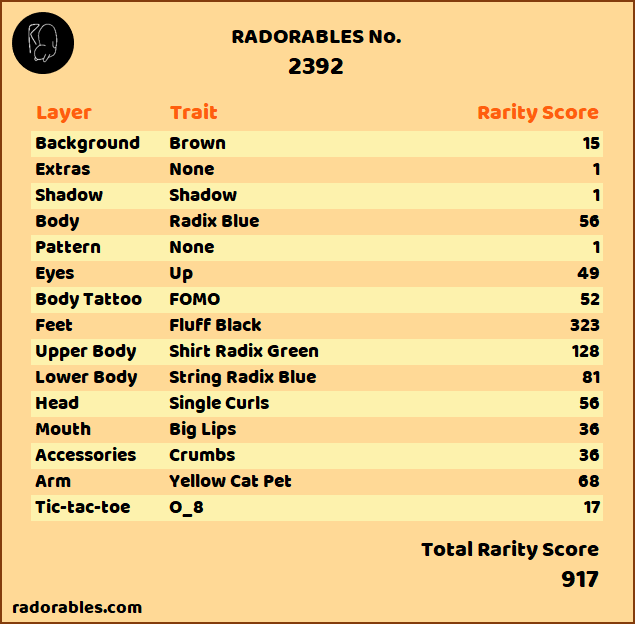 RADORABLES No.
2392
Layer Trait Rarity Score
Background Brown 15
Extras None 1
Shadow Shadow 1
Body Radix Blue 56
Pattern None 1
Eyes Up 49
Body Tattoo FOMO 52
Feet Fluff Black 323
Upper Body Shirt Radix Green 128
Lower Body String Radix Blue 81
Head Single Curls 56
Mouth Big Lips 36
Accessories Crumbs 36
Arm Yellow Cat Pet 68
Tic-tac-toe O_8 17
Total Rarity Score
917
radorables.com